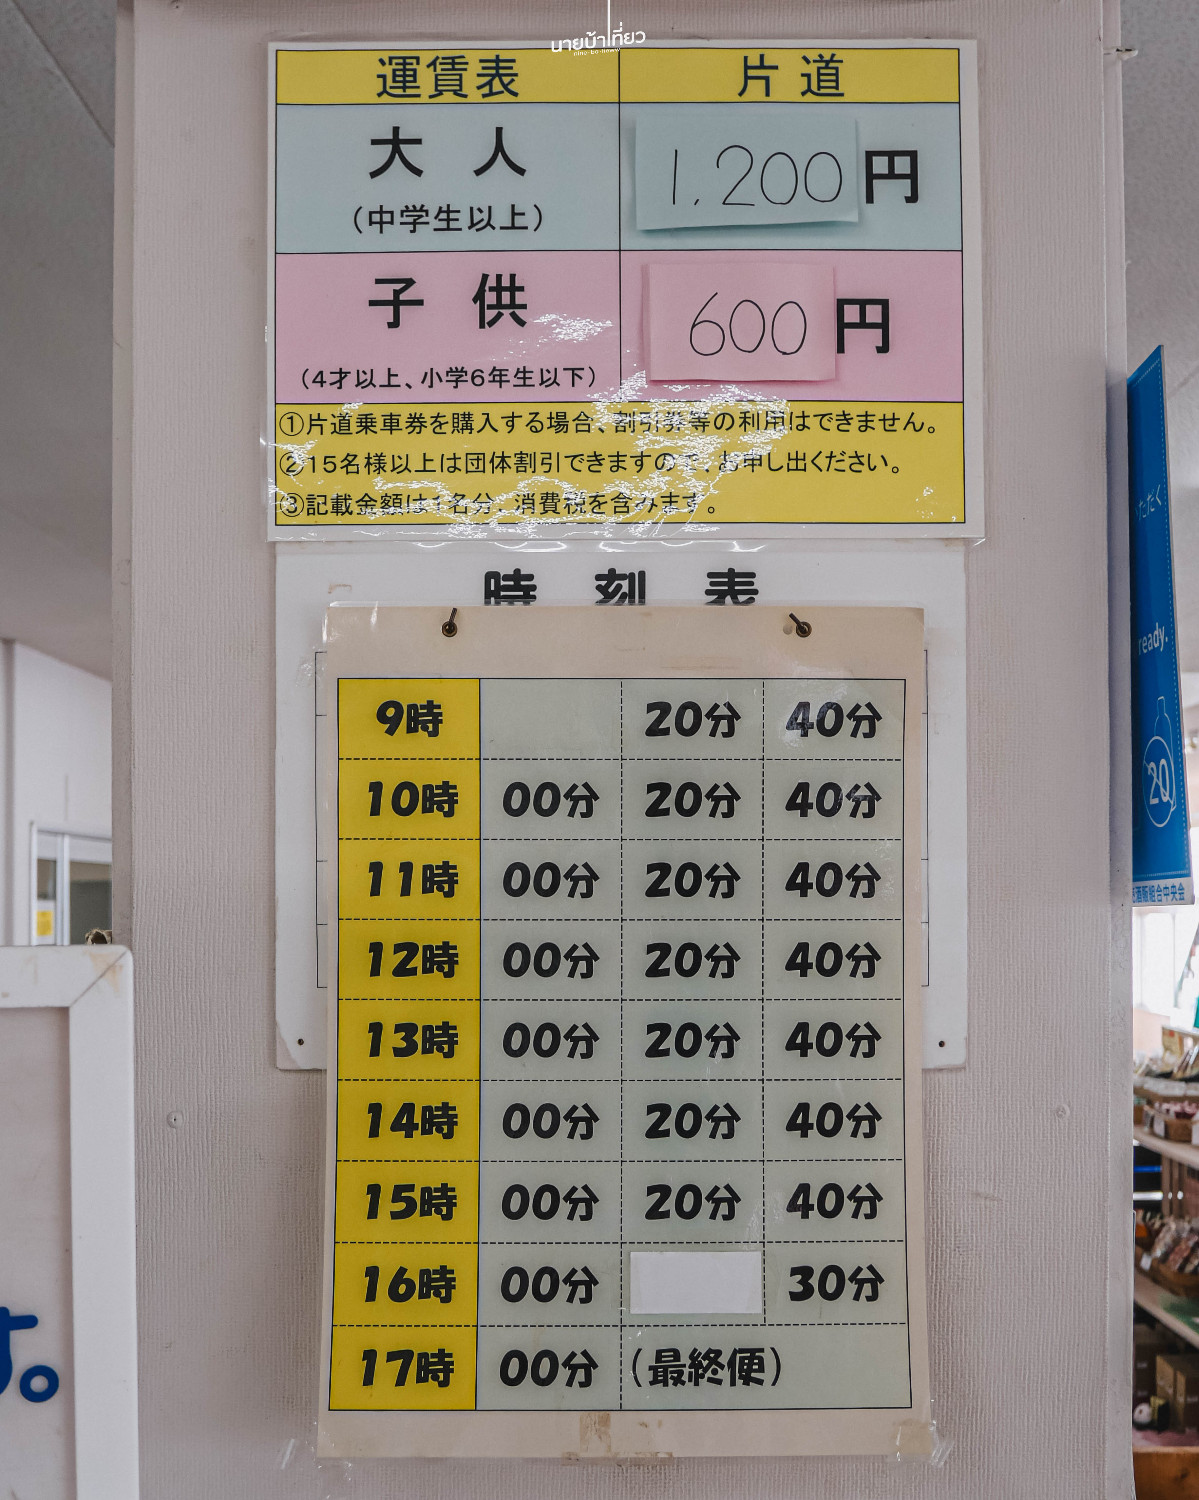 นายบ้าเที่ยว
運賃表 片道
大人 1,200円
(中学生以上)
子供 600円
(4才以上、小学6年生以下)
①片道乗車券を購入する場合、割引券等の利用はできません。
②15名様以上は団体割引できますので、お申し出ください。
③記載金額は1名分、消費税を含みます。
時刻表
9時 20分 40分
10時 00分 20分 40分
11時 00分 20分 40分
12時 00分 20分 40分
13時 00分 20分 40分
14時 00分 20分 40分
15時 00分 20分 40分
16時 00分 30分
17時 00分 (最終便)
いただく
ready.
20
酒販組合中央会
す。